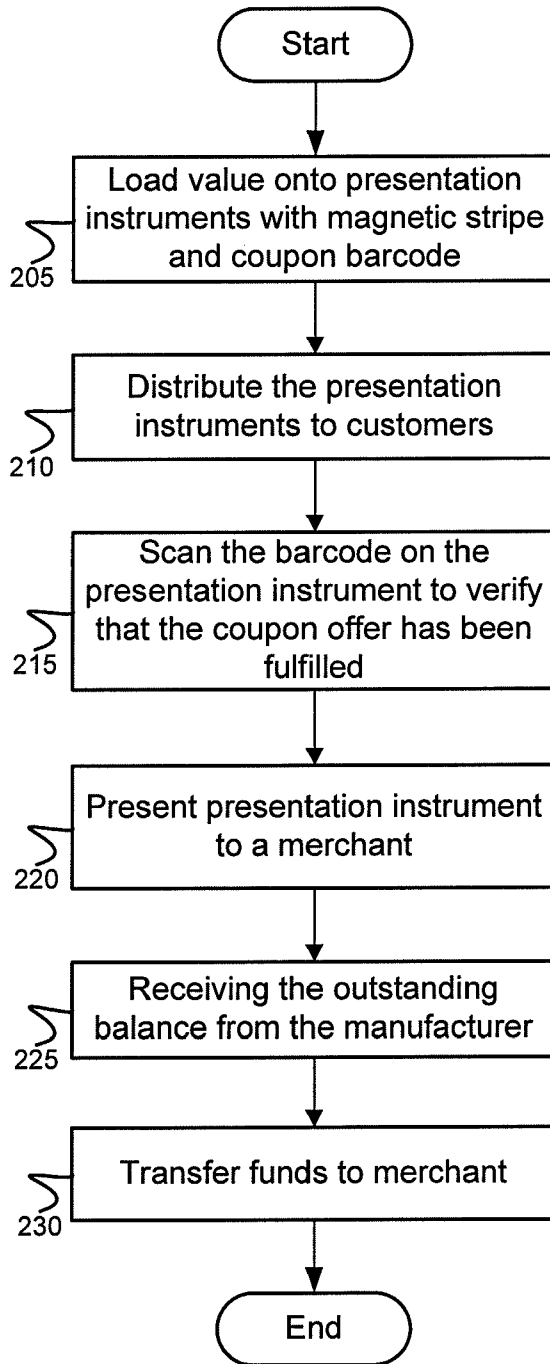 Start
Load value onto presentation
instruments with magnetic stripe
and coupon barcode
205
Distribute the presentation
instruments to customers
210
Scan the barcode on the
presentation instrument to verify
that the coupon offer has been
fulfilled
215
Present presentation instrument
to a merchant
220
Receiving the outstanding
balance from the manufacturer
225
Transfer funds to merchant
230
End